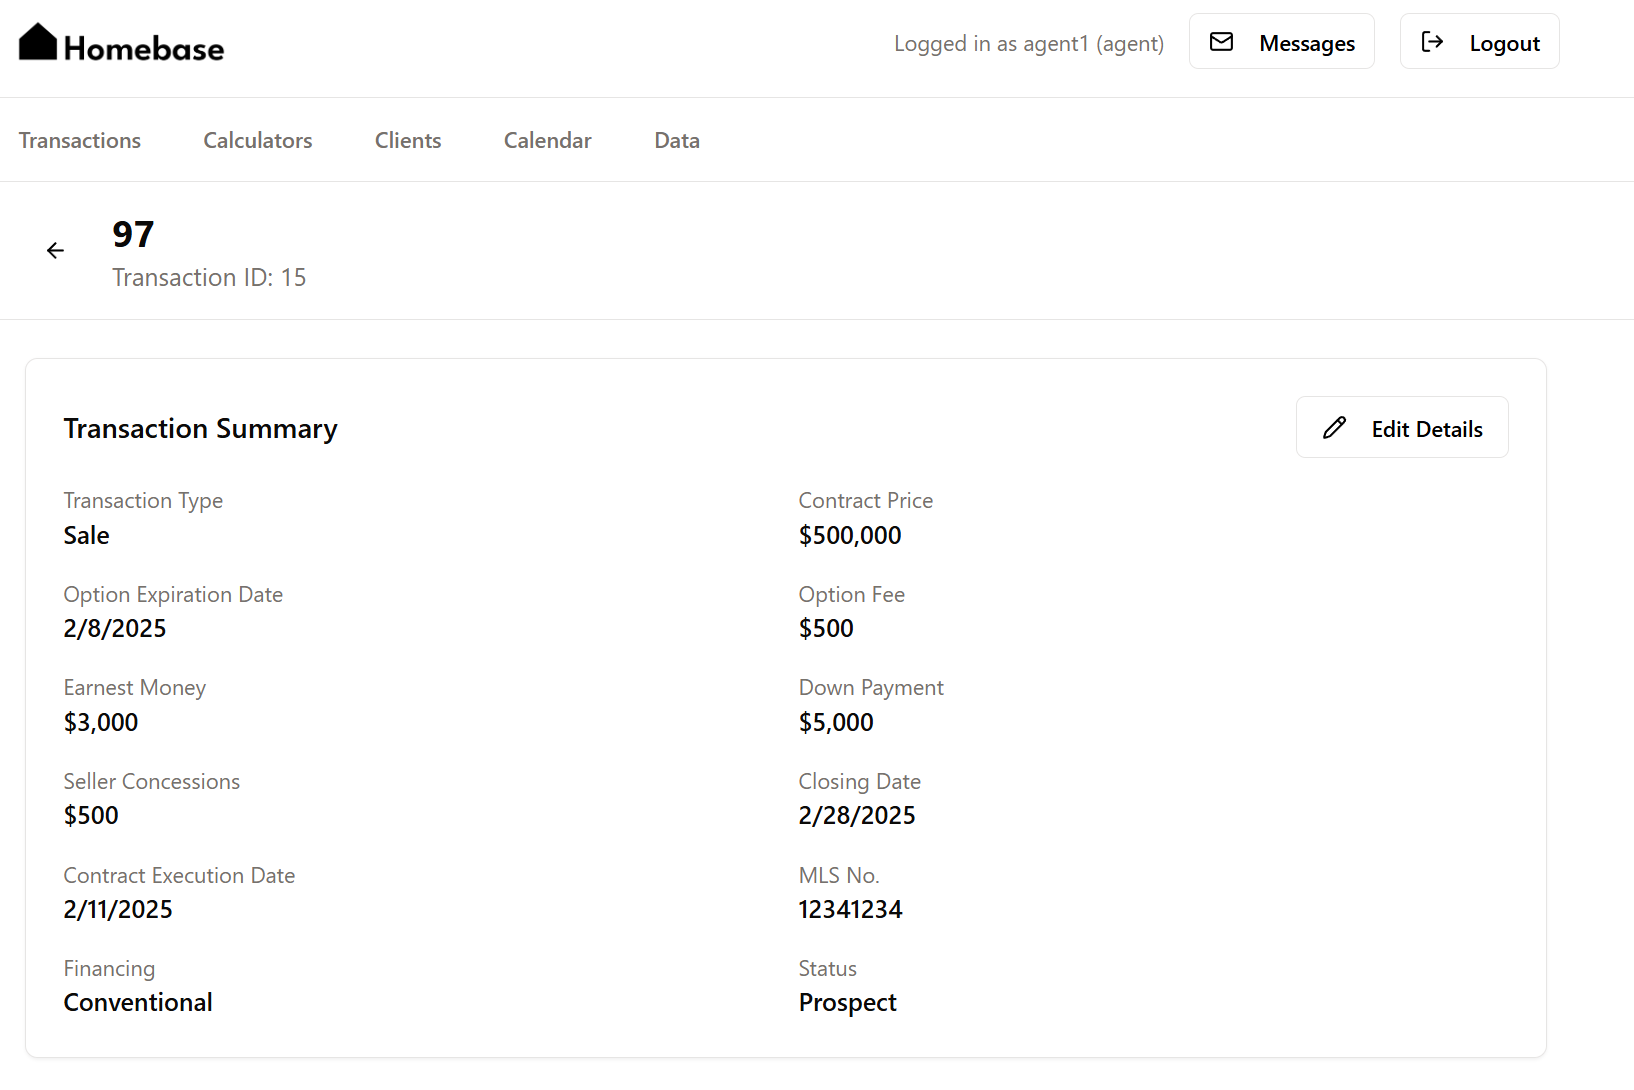 Homebase
Logged in as agent1 (agent)
Messages
Logout
Transactions Calculators Clients Calendar Data
97
Transaction ID: 15
Transaction Summary
Edit Details
Transaction Type
Sale
Contract Price
$500,000
Option Expiration Date
2/8/2025
Option Fee
$500
Earnest Money
$3,000
Down Payment
$5,000
Seller Concessions
$500
Closing Date
2/28/2025
Contract Execution Date
2/11/2025
MLS No.
12341234
Financing
Conventional
Status
Prospect